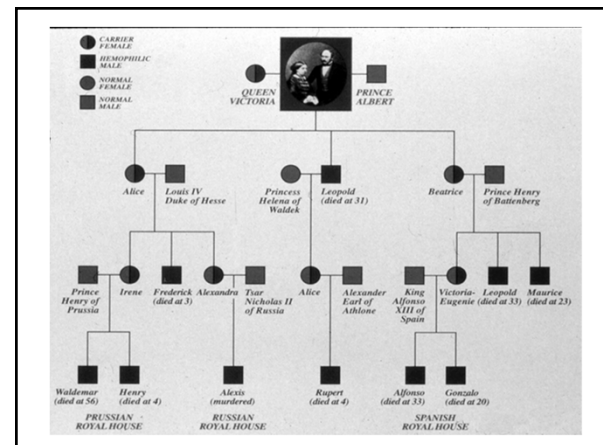 CARRIER
FEMALE
HEMOPHILIC
MALE
NORMAL
FEMALE
NORMAL
MALE
QUEEN
VICTORIA
PRINCE
ALBERT
Alice
Louis IV
Duke of Hesse
Princess
Helena of
Waldek
Leopold
(died at 31)
Beatrice
Prince Henry
of Battenberg
Prince
Henry of
Prussia
Irene
Frederick
(died at 3)
Alexandra
Tsar
Nicholas II
of Russia
Alice
Alexander
Earl of
Athlone
King
Alfonso
XIII of
Spain
Victoria-
Eugenie
Leopold
(died at 33)
Maurice
(died at 23)
Waldemar
(died at 56)
Henry
(died at 4)
Alexis
(murdered)
Rupert
(died at 4)
Alfonso
(died at 33)
Gonzalo
(died at 20)
PRUSSIAN
ROYAL HOUSE
RUSSIAN
ROYAL HOUSE
SPANISH
ROYAL HOUSE